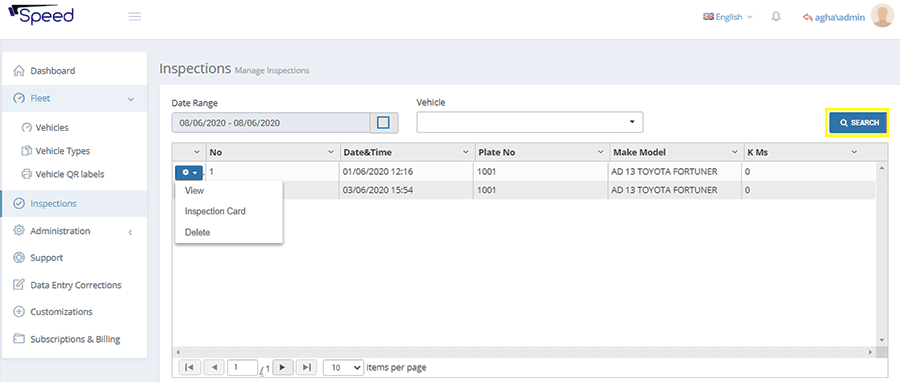 Speed
English
agha\admin
Dashboard
Fleet
Vehicles
Vehicle Types
Vehicle QR labels
Inspections
Administration
Support
Data Entry Corrections
Customizations
Subscriptions & Billing
Inspections Manage Inspections
Date Range
Vehicle
08/06/2020 - 08/06/2020
SEARCH
No Date&Time Plate No Make Model K Ms
1 01/06/2020 12:16 1001 AD 13 TOYOTA FORTUNER 0
03/06/2020 15:54 1001 AD 13 TOYOTA FORTUNER 0
View
Inspection Card
Delete
1 / 1 10 items per page